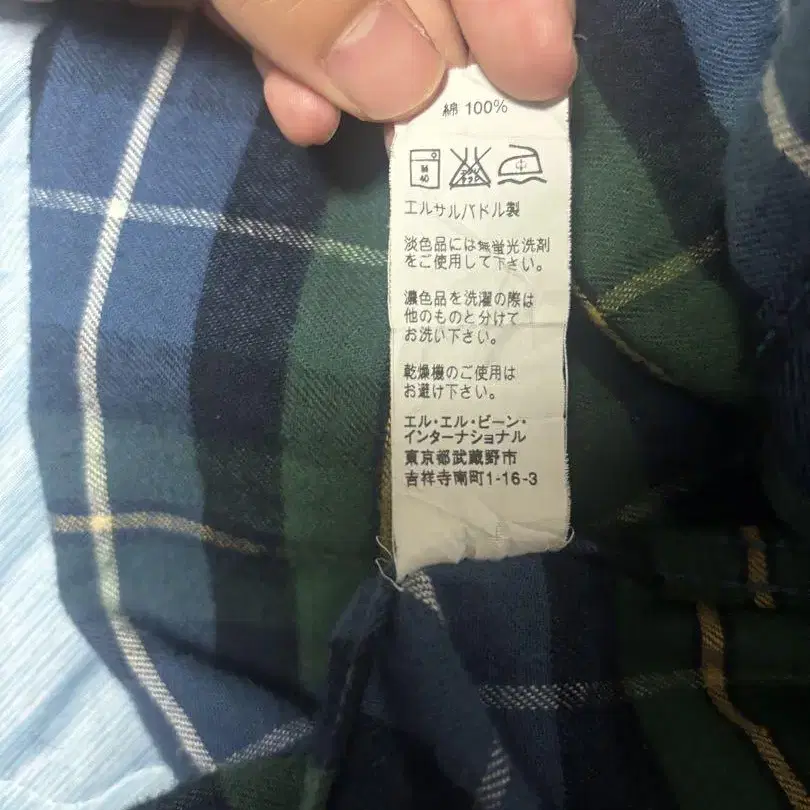 綿 100%
40
エルサルバドル製
淡色品には無蛍光洗剤
をご使用して下さい。
濃色品を洗濯の際は
他のものと分けて
お洗い下さい。
乾燥機のご使用は
お避け下さい。
エル・エル・ビーン・
インターナショナル
東京都武蔵野市
吉祥寺南町1-16-3